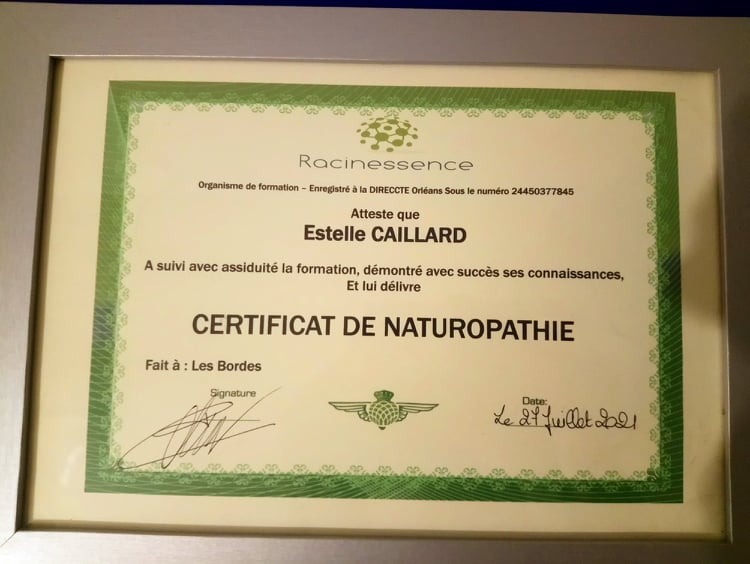 Racinessence
Organisme de formation – Enregistré à la DIRECCTE Orléans Sous le numéro 24450377845
Atteste que
Estelle CAILLARD
A suivi avec assiduité la formation, démontré avec succès ses connaissances,
Et lui délivre
CERTIFICAT DE NATUROPATHIE
Fait à : Les Bordes
Signature
Date:
Le 27 Juillet 2021